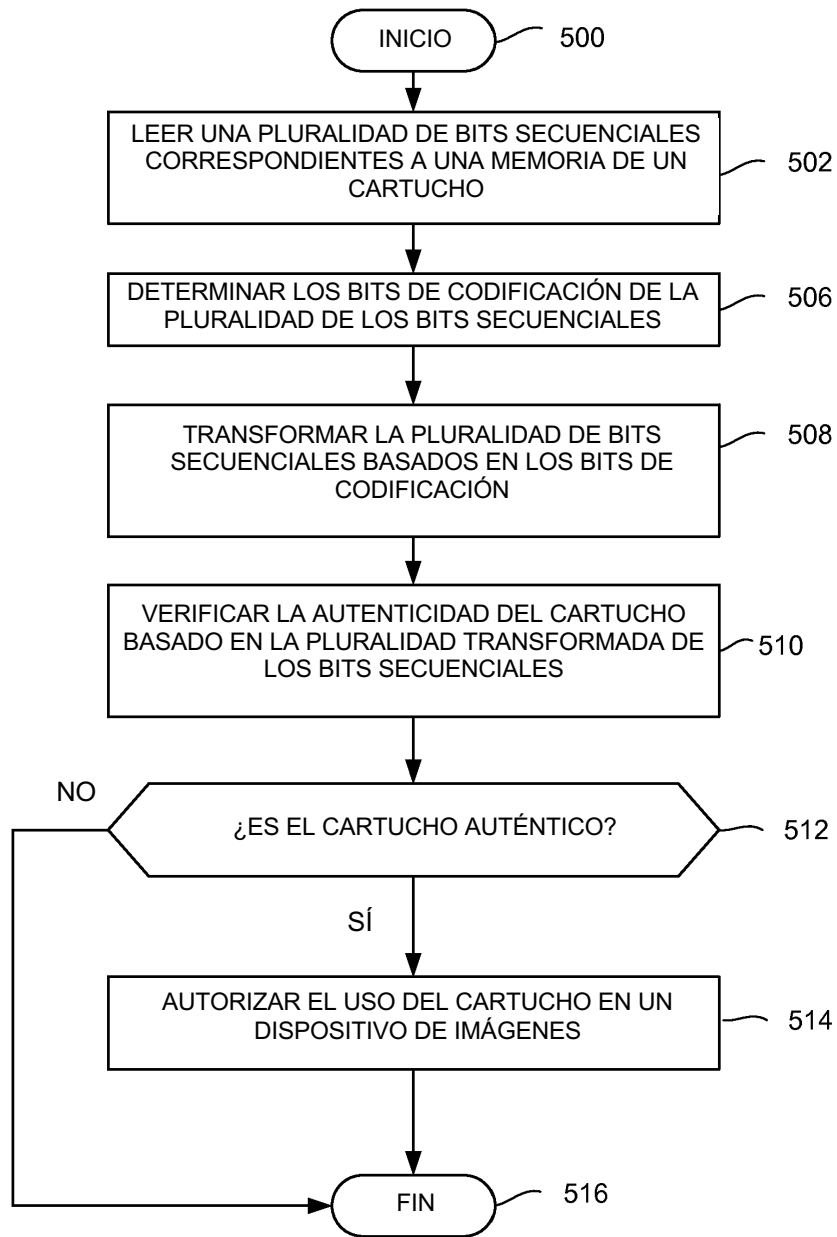 INICIO
500
LEER UNA PLURALIDAD DE BITS SECUENCIALES
CORRESPONDIENTES A UNA MEMORIA DE UN
CARTUCHO
502
DETERMINAR LOS BITS DE CODIFICACIÓN DE LA
PLURALIDAD DE LOS BITS SECUENCIALES
506
TRANSFORMAR LA PLURALIDAD DE BITS
SECUENCIALES BASADOS EN LOS BITS DE
CODIFICACIÓN
508
VERIFICAR LA AUTENTICIDAD DEL CARTUCHO
BASADO EN LA PLURALIDAD TRANSFORMADA DE
LOS BITS SECUENCIALES
510
NO
¿ES EL CARTUCHO AUTÉNTICO?
512
SÍ
AUTORIZAR EL USO DEL CARTUCHO EN UN
DISPOSITIVO DE IMÁGENES
514
FIN
516